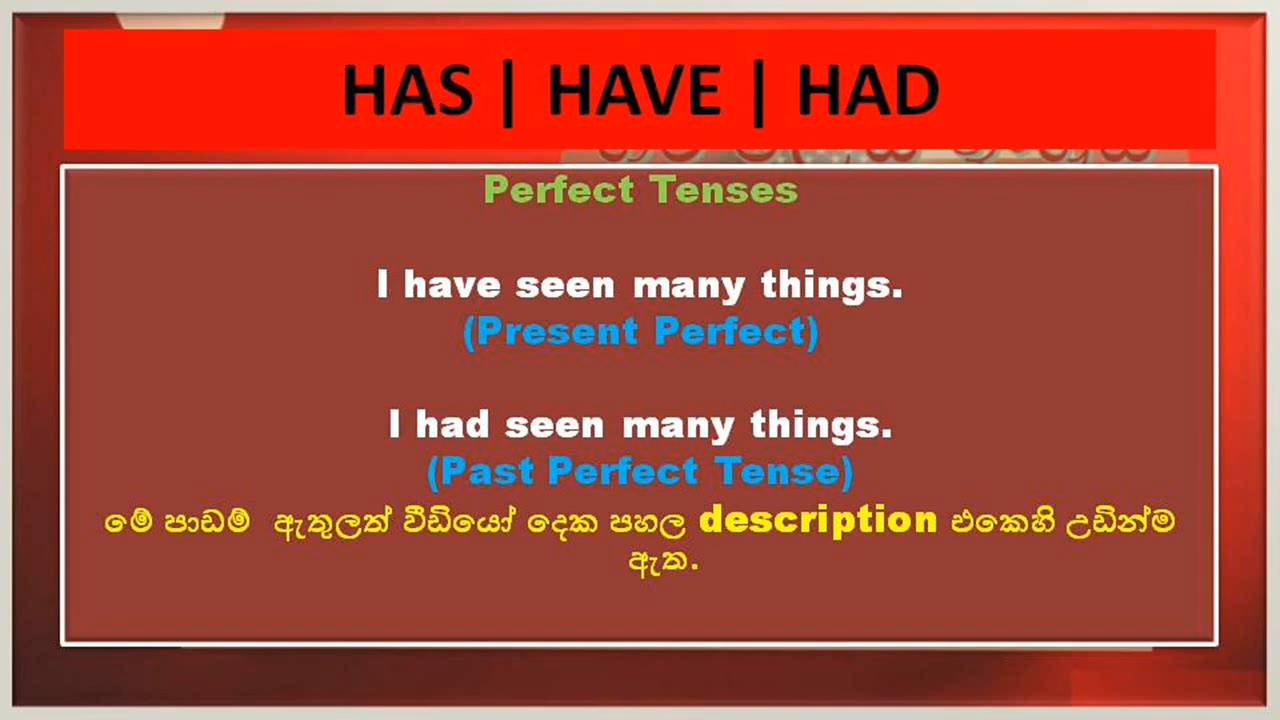 HAS | HAVE | HAD
Perfect Tenses
I have seen many things.
(Present Perfect)
I had seen many things.
(Past Perfect Tense)
මේ පාඩම් ඇතුලත් වීඩියෝ දෙක පහල description එකෙහි උඩින්ම
ඇත.